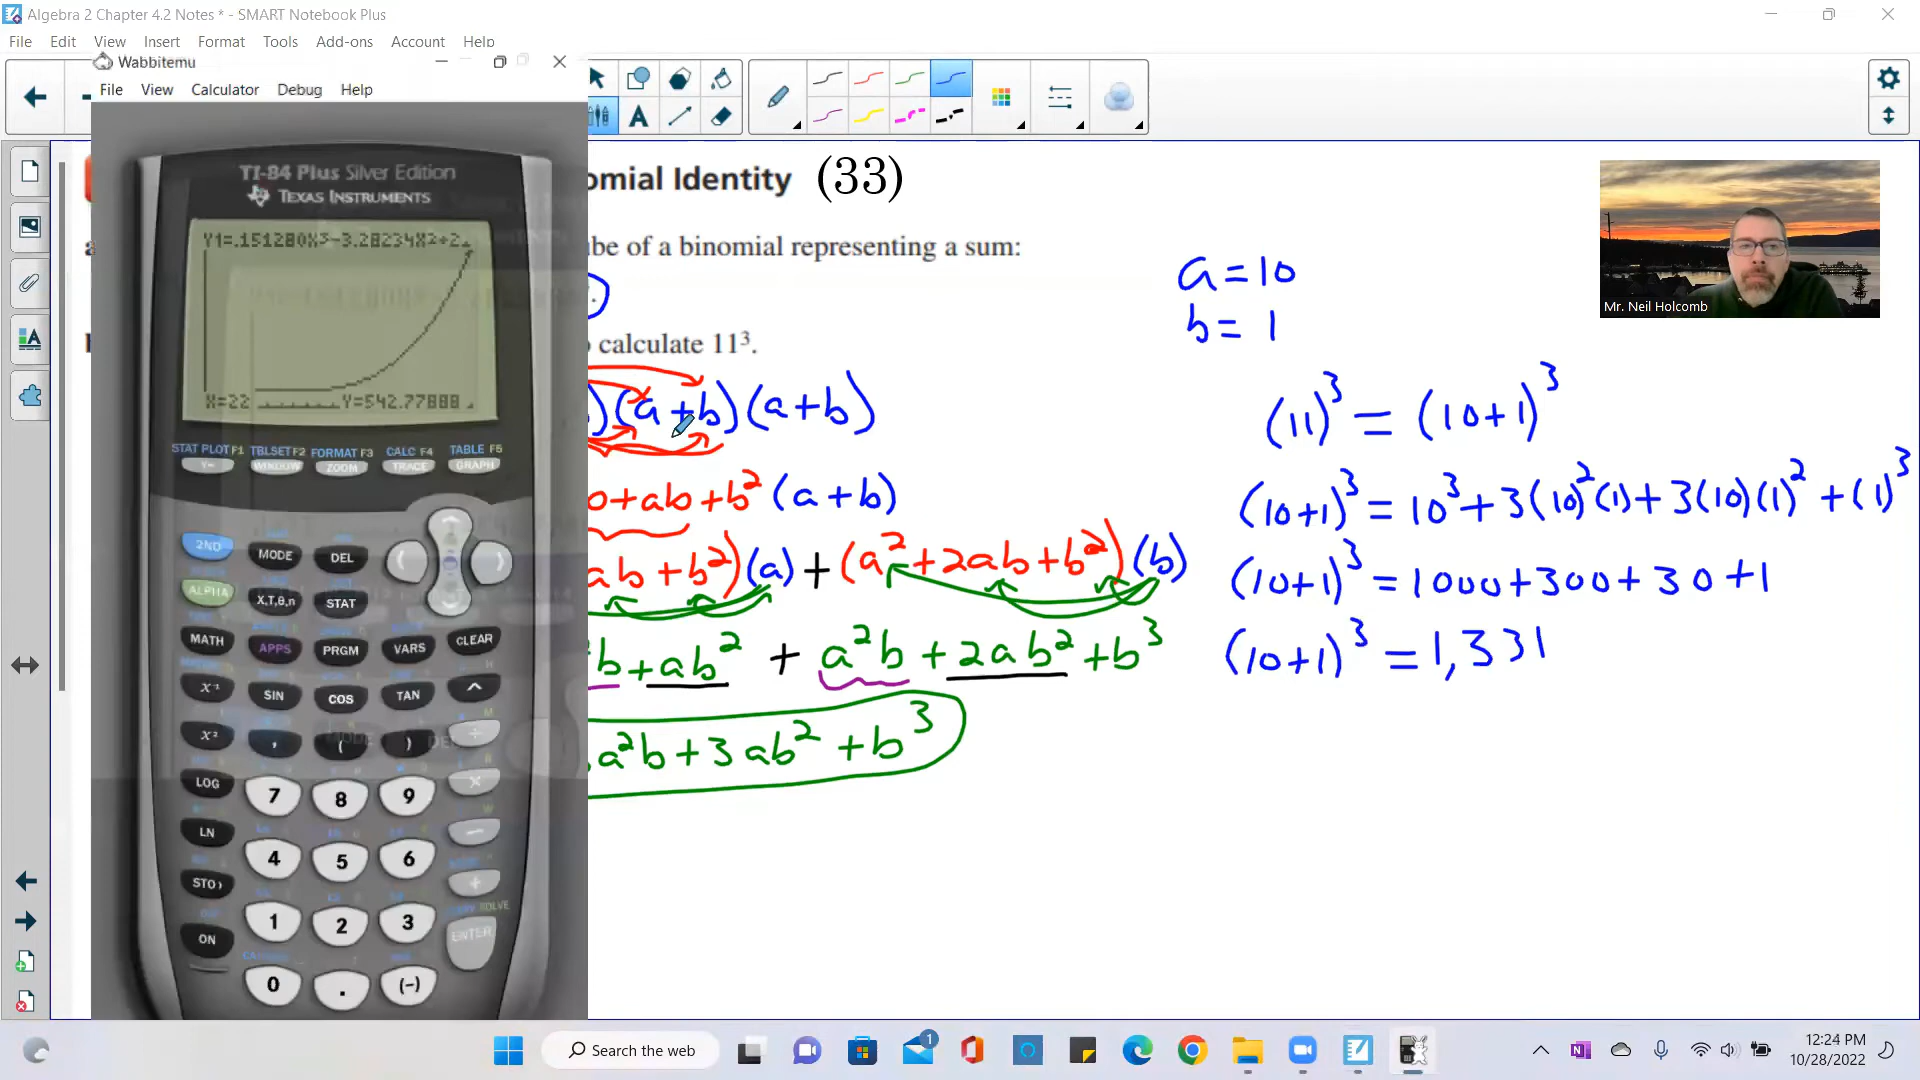 Algebra 2 Chapter 4.2 Notes * - SMART Notebook Plus
File Edit View Insert Format Tools Add-ons Account Help
Wabbitemu
File View Calculator Debug Help
TI-84 Plus Silver Edition
TEXAS INSTRUMENTS
Y1=.151280X³-3.28234X²+2
X=22 Y=542.77888
STAT PLOT F1 TBLSET F2 FORMAT F3 CALC F4 TABLE F5
Y= WINDOW ZOOM TRACE GRAPH
2ND MODE DEL
ALPHA X,T,θ,n STAT
MATH APPS PRGM VARS CLEAR
X⁻¹ SIN COS TAN ^
X² , ( ) ÷
LOG 7 8 9 ×
LN 4 5 6 −
STO› 1 2 3 +
ON 0 . (−) ENTER
omial Identity (33)
be of a binomial representing a sum:
calculate 11³.
)(a+b)(a+b)
+ab+b²(a+b)
ab+b²)(a)+(a²+2ab+b²)(b)
b+ab² + a²b+2ab²+b³
a²b+3ab²+b³
a=10
b=1
(11)³=(10+1)³
(10+1)³=10³+3(10)²(1)+3(10)(1)²+(1)³
(10+1)³=1000+300+30+1
(10+1)³=1,331
Mr. Neil Holcomb
Search the web
1
12:24 PM
10/28/2022